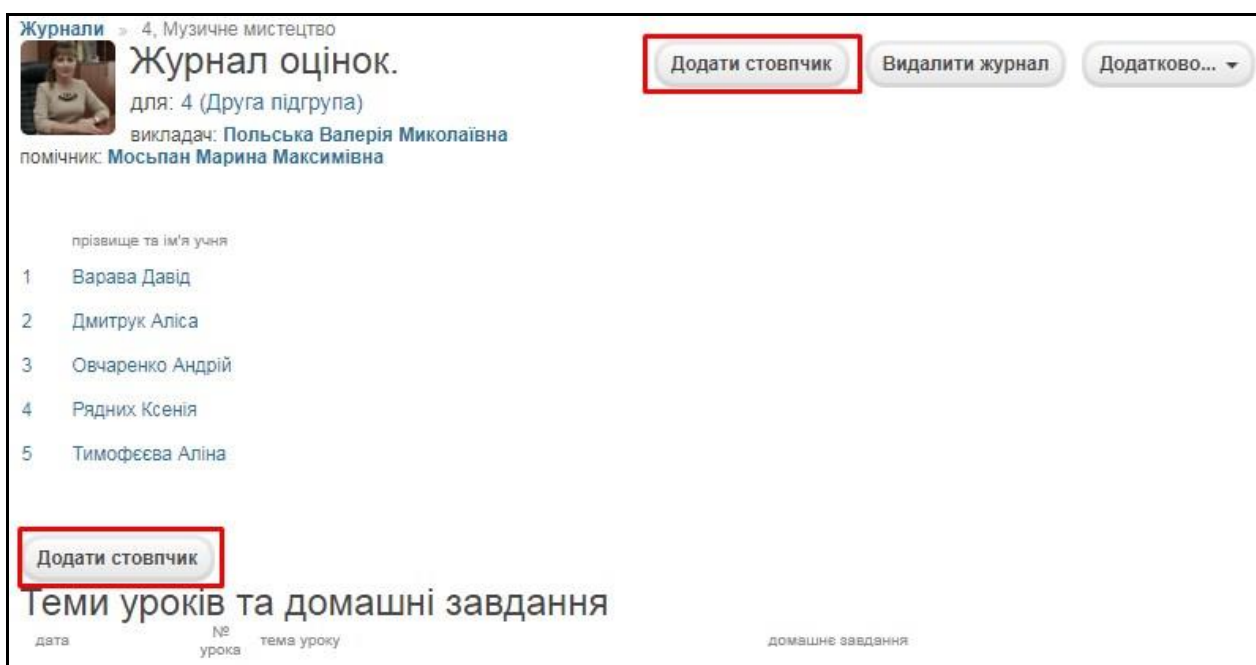 Журнали » 4, Музичне мистецтво
Журнал оцінок.
Додати стовпчик Видалити журнал Додатково...
для: 4 (Друга підгрупа)
викладач: Польська Валерія Миколаївна
помічник: Мосьпан Марина Максимівна
прізвище та ім'я учня
1 Варава Давід
2 Дмитрук Аліса
3 Овчаренко Андрій
4 Рядних Ксенія
5 Тимофєєва Аліна
Додати стовпчик
Теми уроків та домашні завдання
дата № урока тема уроку домашнє завдання